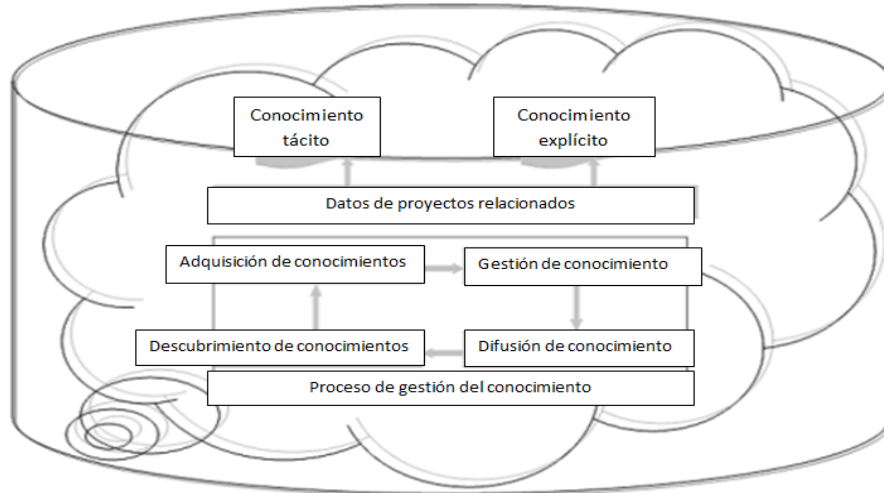 Conocimiento
tácito
Conocimiento
explícito
Datos de proyectos relacionados
Adquisición de conocimientos
Gestión de conocimiento
Descubrimiento de conocimientos
Difusión de conocimiento
Proceso de gestión del conocimiento